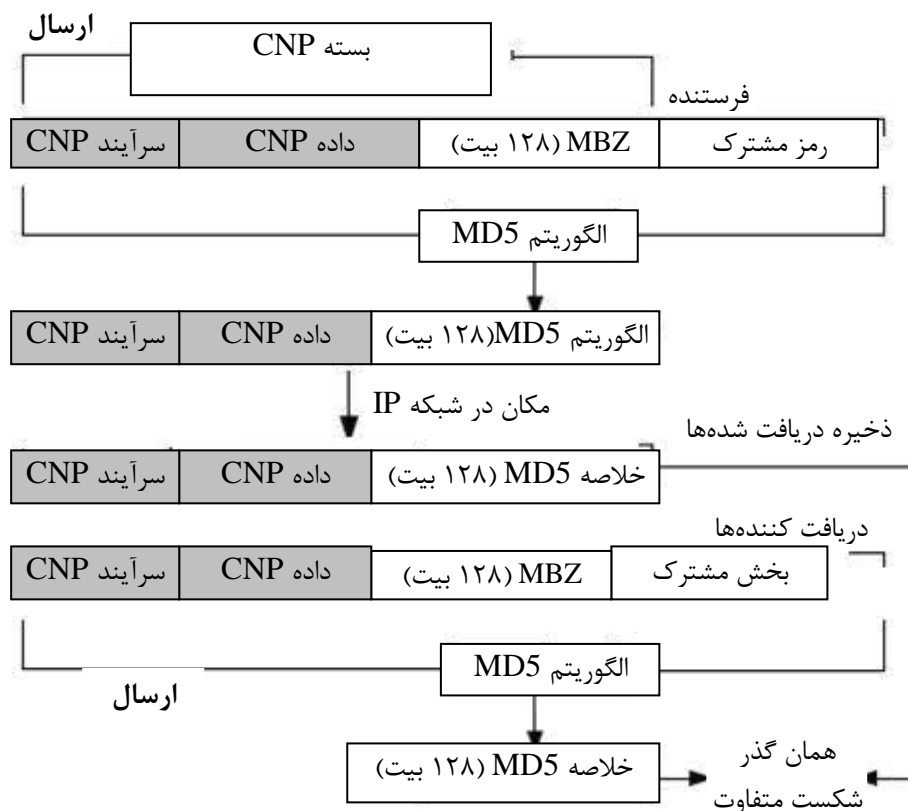 ارسال
بسته CNP
فرستنده
سرآیند CNP
داده CNP
MBZ (۱۲۸ بیت)
رمز مشترک
الگوریتم MD5
سرآیند CNP
داده CNP
الگوریتم MD5(۱۲۸ بیت)
مکان در شبکه IP
ذخیره دریافت شده‌ها
سرآیند CNP
داده CNP
خلاصه MD5 (۱۲۸ بیت)
دریافت کننده‌ها
سرآیند CNP
داده CNP
MBZ (۱۲۸ بیت)
بخش مشترک
الگوریتم MD5
ارسال
خلاصه MD5 (۱۲۸ بیت)
همان گذر
شکست متفاوت